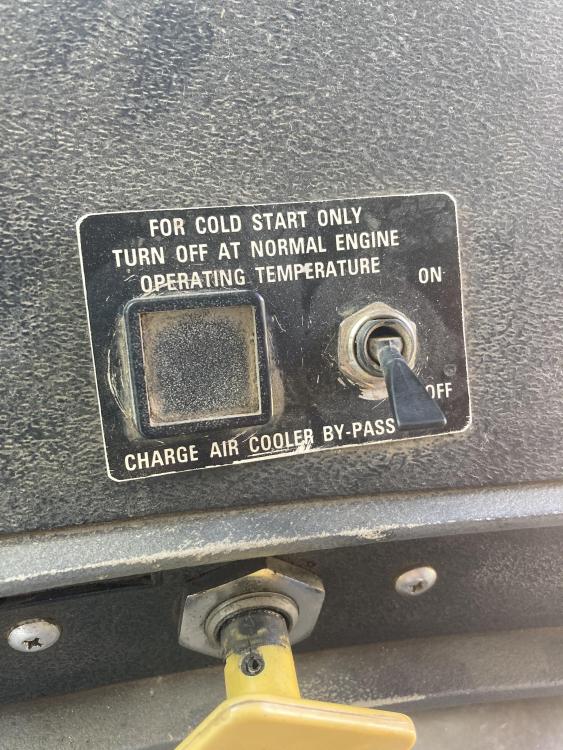 FOR COLD START ONLY
TURN OFF AT NORMAL ENGINE
OPERATING TEMPERATURE
ON
OFF
CHARGE AIR COOLER BY-PASS